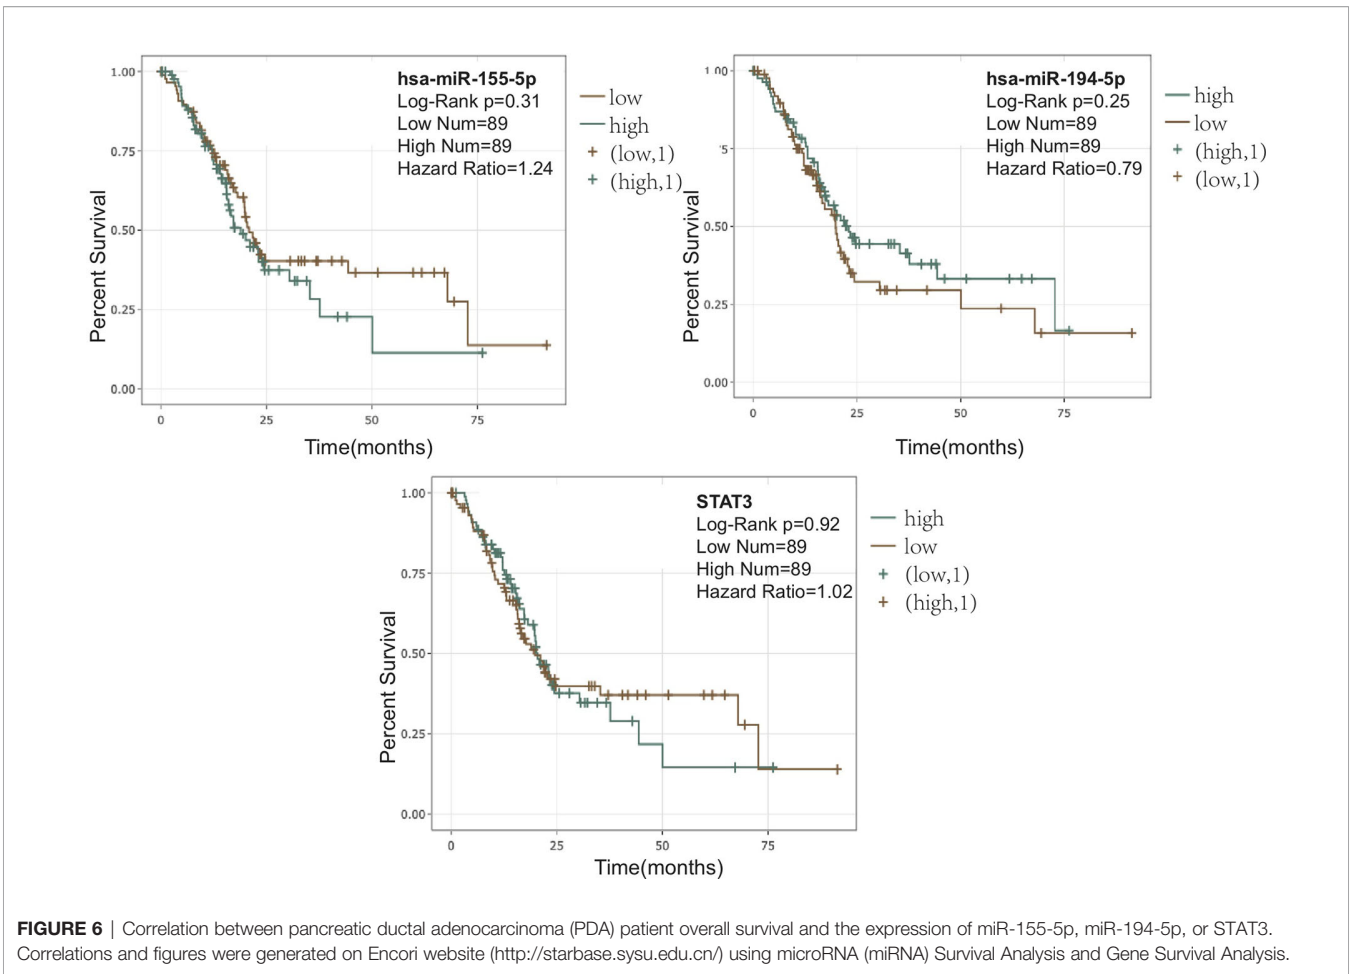 hsa-miR-155-5p
Log-Rank p=0.31
Low Num=89
High Num=89
Hazard Ratio=1.24
low
high
(low,1)
(high,1)
1.00
0.75
0.50
0.25
0.00
Percent Survival
0 25 50 75
Time(months)
hsa-miR-194-5p
Log-Rank p=0.25
Low Num=89
High Num=89
Hazard Ratio=0.79
high
low
(high,1)
(low,1)
1 00
'5
0.50
0.25
0.00
Percent Survival
0 25 50 75
Time(months)
STAT3
Log-Rank p=0.92
Low Num=89
High Num=89
Hazard Ratio=1.02
high
low
(low,1)
(high,1)
1.00
0.75
0.50
0.25
0.00
Percent Survival
0 25 50 75
Time(months)
FIGURE 6 | Correlation between pancreatic ductal adenocarcinoma (PDA) patient overall survival and the expression of miR-155-5p, miR-194-5p, or STAT3.
Correlations and figures were generated on Encori website (http://starbase.sysu.edu.cn/) using microRNA (miRNA) Survival Analysis and Gene Survival Analysis.